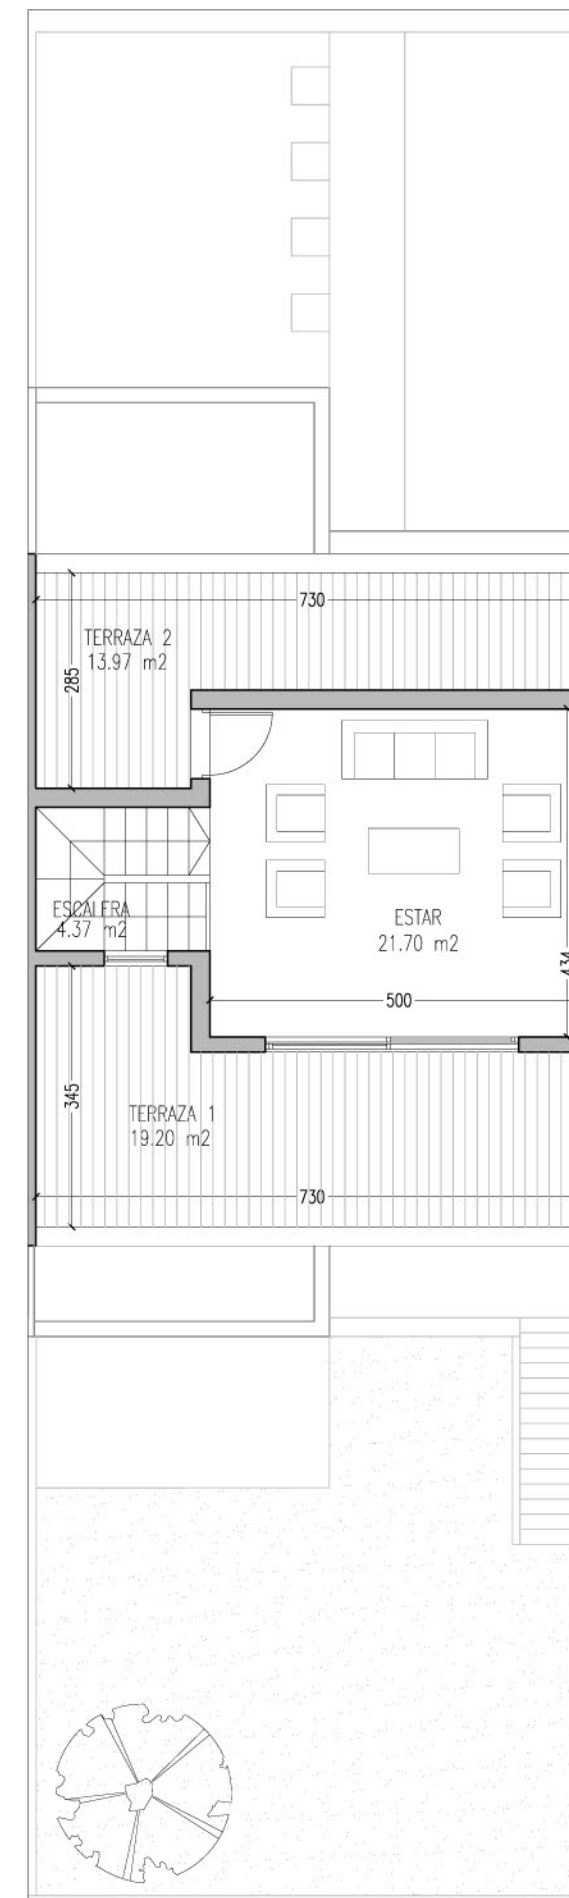 730
TERRAZA 2
13.97 m2
285
ESCALERA
4.37 m2
ESTAR
21.70 m2
434
500
345
TERRAZA 1
19.20 m2
730